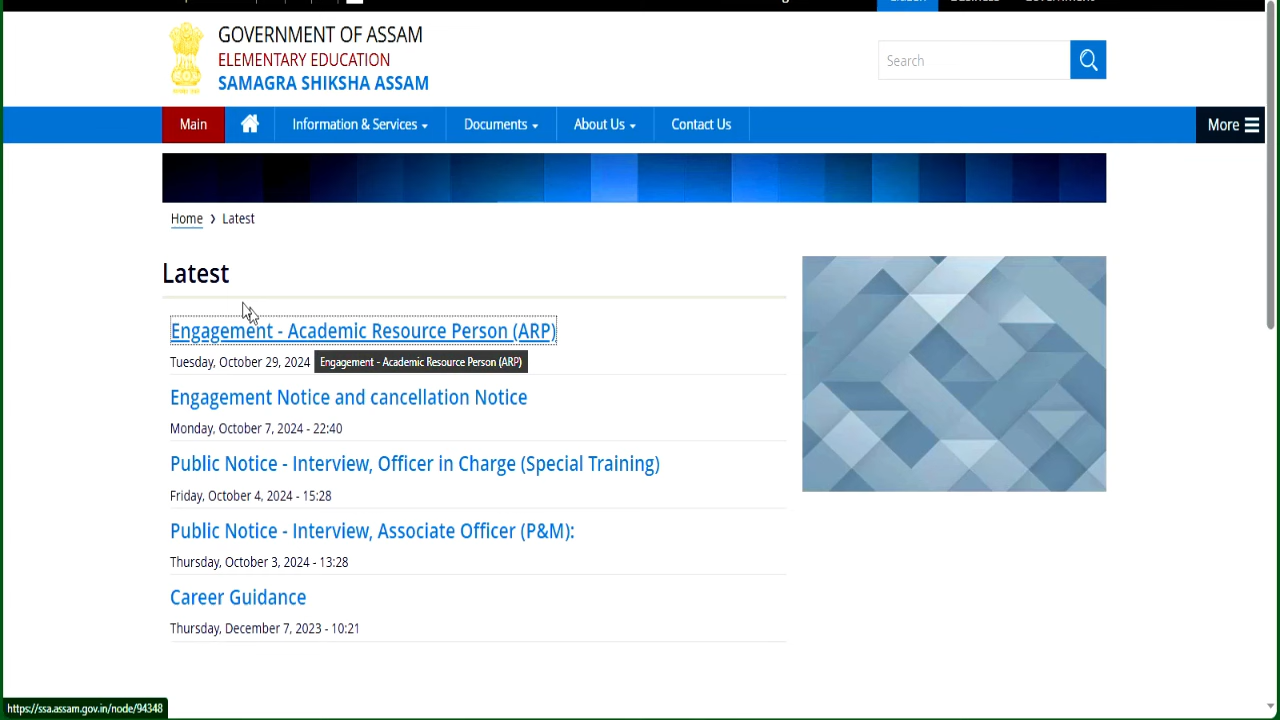 GOVERNMENT OF ASSAM
ELEMENTARY EDUCATION
SAMAGRA SHIKSHA ASSAM
Search
Main
Information & Services
Documents
About Us
Contact Us
More
Home > Latest
Latest
Engagement - Academic Resource Person (ARP)
Tuesday, October 29, 2024
Engagement - Academic Resource Person (ARP)
Engagement Notice and cancellation Notice
Monday, October 7, 2024 - 22:40
Public Notice - Interview, Officer in Charge (Special Training)
Friday, October 4, 2024 - 15:28
Public Notice - Interview, Associate Officer (P&M):
Thursday, October 3, 2024 - 13:28
Career Guidance
Thursday, December 7, 2023 - 10:21
https://ssa.assam.gov.in/node/94348